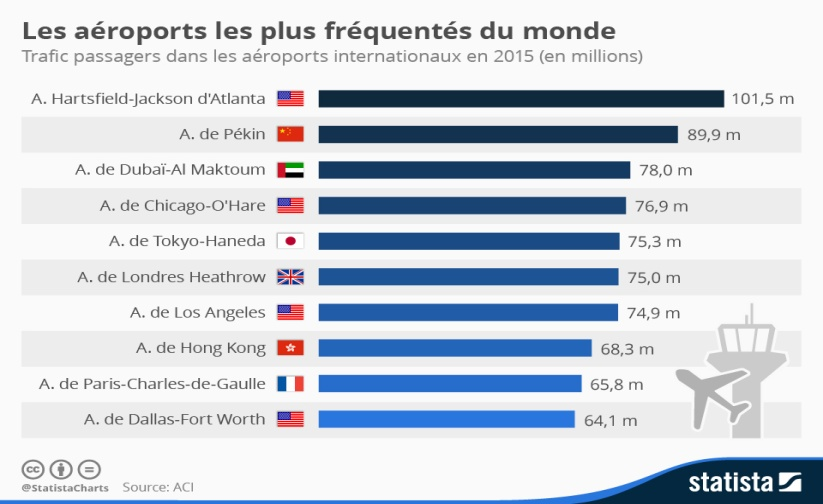 Les aéroports les plus fréquentés du monde
Trafic passagers dans les aéroports internationaux en 2015 (en millions)
A. Hartsfield-Jackson d'Atlanta 101,5 m
A. de Pékin 89,9 m
A. de Dubaï-Al Maktoum 78,0 m
A. de Chicago-O'Hare 76,9 m
A. de Tokyo-Haneda 75,3 m
A. de Londres Heathrow 75,0 m
A. de Los Angeles 74,9 m
A. de Hong Kong 68,3 m
A. de Paris-Charles-de-Gaulle 65,8 m
A. de Dallas-Fort Worth 64,1 m
cc
@StatistaCharts Source: ACI
statista